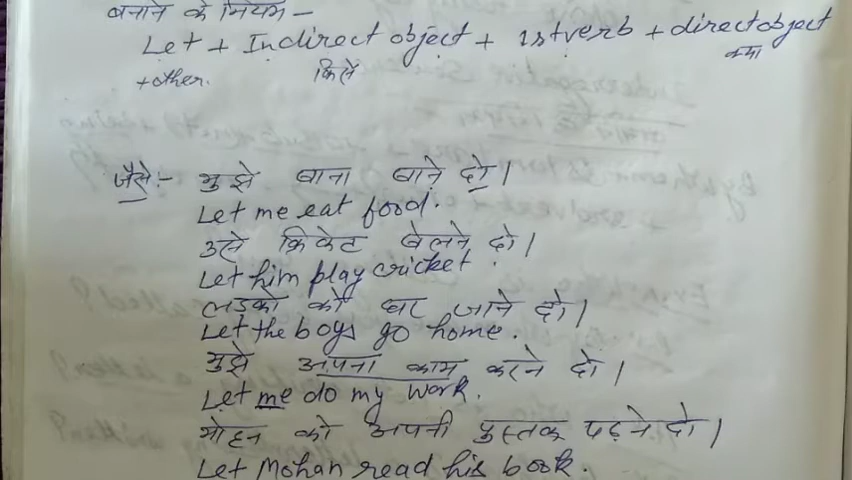 बनाने के नियम -
Let + Indirect object + 1st verb + direct object
+ other. किसे क्या
जैसे :- मुझे खाना खाने दो।
Let me eat food.
उसे क्रिकेट खेलने दो।
Let him play cricket.
लड़को को घर जाने दो।
Let the boys go home.
मुझे अपना काम करने दो।
Let me do my work.
मोहन को अपनी पुस्तक पढ़ने दो।
Let Mohan read his book.